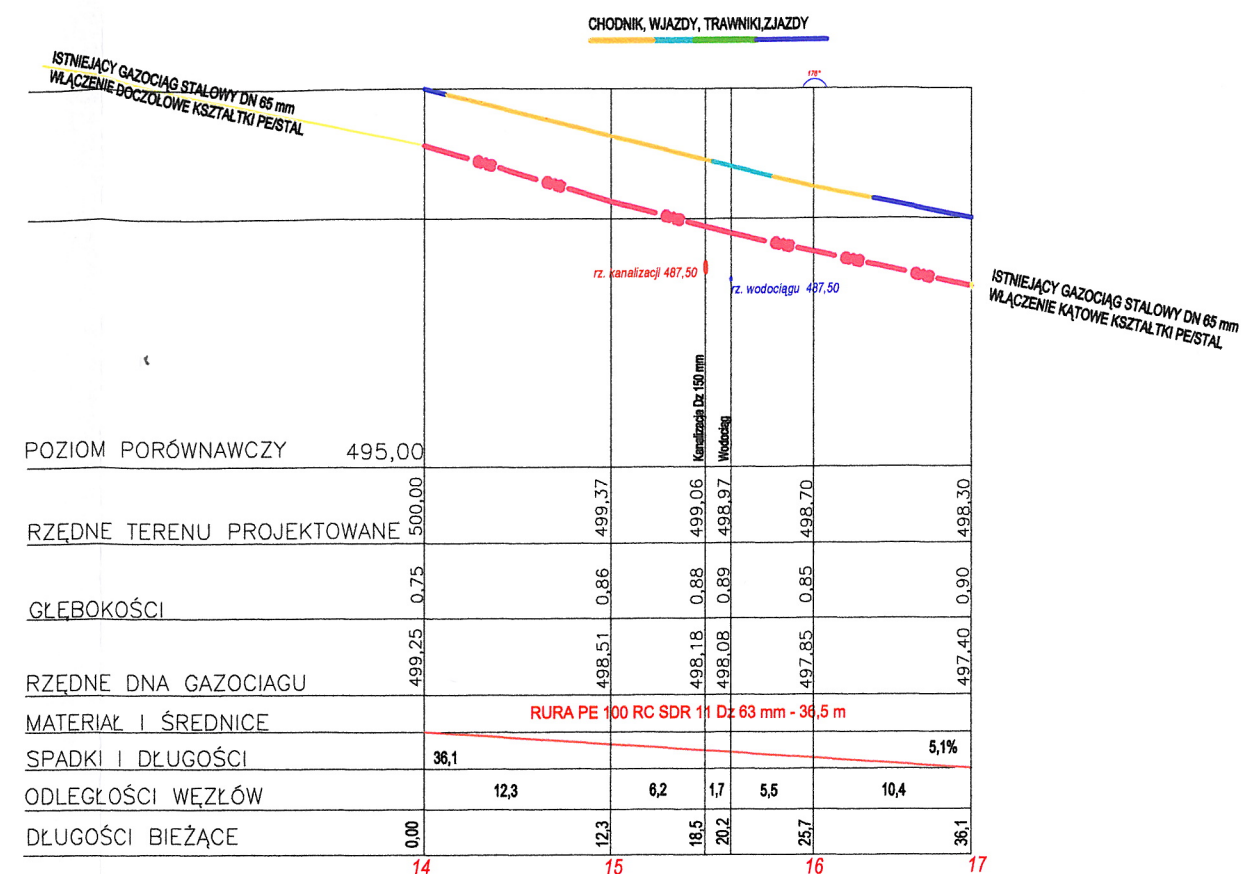 CHODNIK, WJAZDY, TRAWNIKI,ZJAZDY
ISTNIEJĄCY GAZOCIĄG STALOWY DN 65 mm
WŁĄCZENIE DOCZOŁOWE KSZTAŁTKI PE/STAL
178°
rz. kanalizacji 487,50
rz. wodociągu 487,50
ISTNIEJĄCY GAZOCIĄG STALOWY DN 65 mm
WŁĄCZENIE KĄTOWE KSZTAŁTKI PE/STAL
Kanalizacja Dz 150 mm
Wodociąg
POZIOM PORÓWNAWCZY 495,00
RZĘDNE TERENU PROJEKTOWANE 500,00 499,37 499,06 498,97 498,70 498,30
GŁĘBOKOŚCI 0,75 0,86 0,88 0,89 0,85 0,90
RZĘDNE DNA GAZOCIAGU 499,25 498,51 498,18 498,08 497,85 497,40
MATERIAŁ I ŚREDNICE RURA PE 100 RC SDR 11 Dz 63 mm - 36,5 m
SPADKI I DŁUGOŚCI 36,1 5,1%
ODLEGŁOŚCI WĘZŁÓW 12,3 6,2 1,7 5,5 10,4
DŁUGOŚCI BIEŻĄCE 0,00 12,3 18,5 20,2 25,7 36,1
14 15 16 17